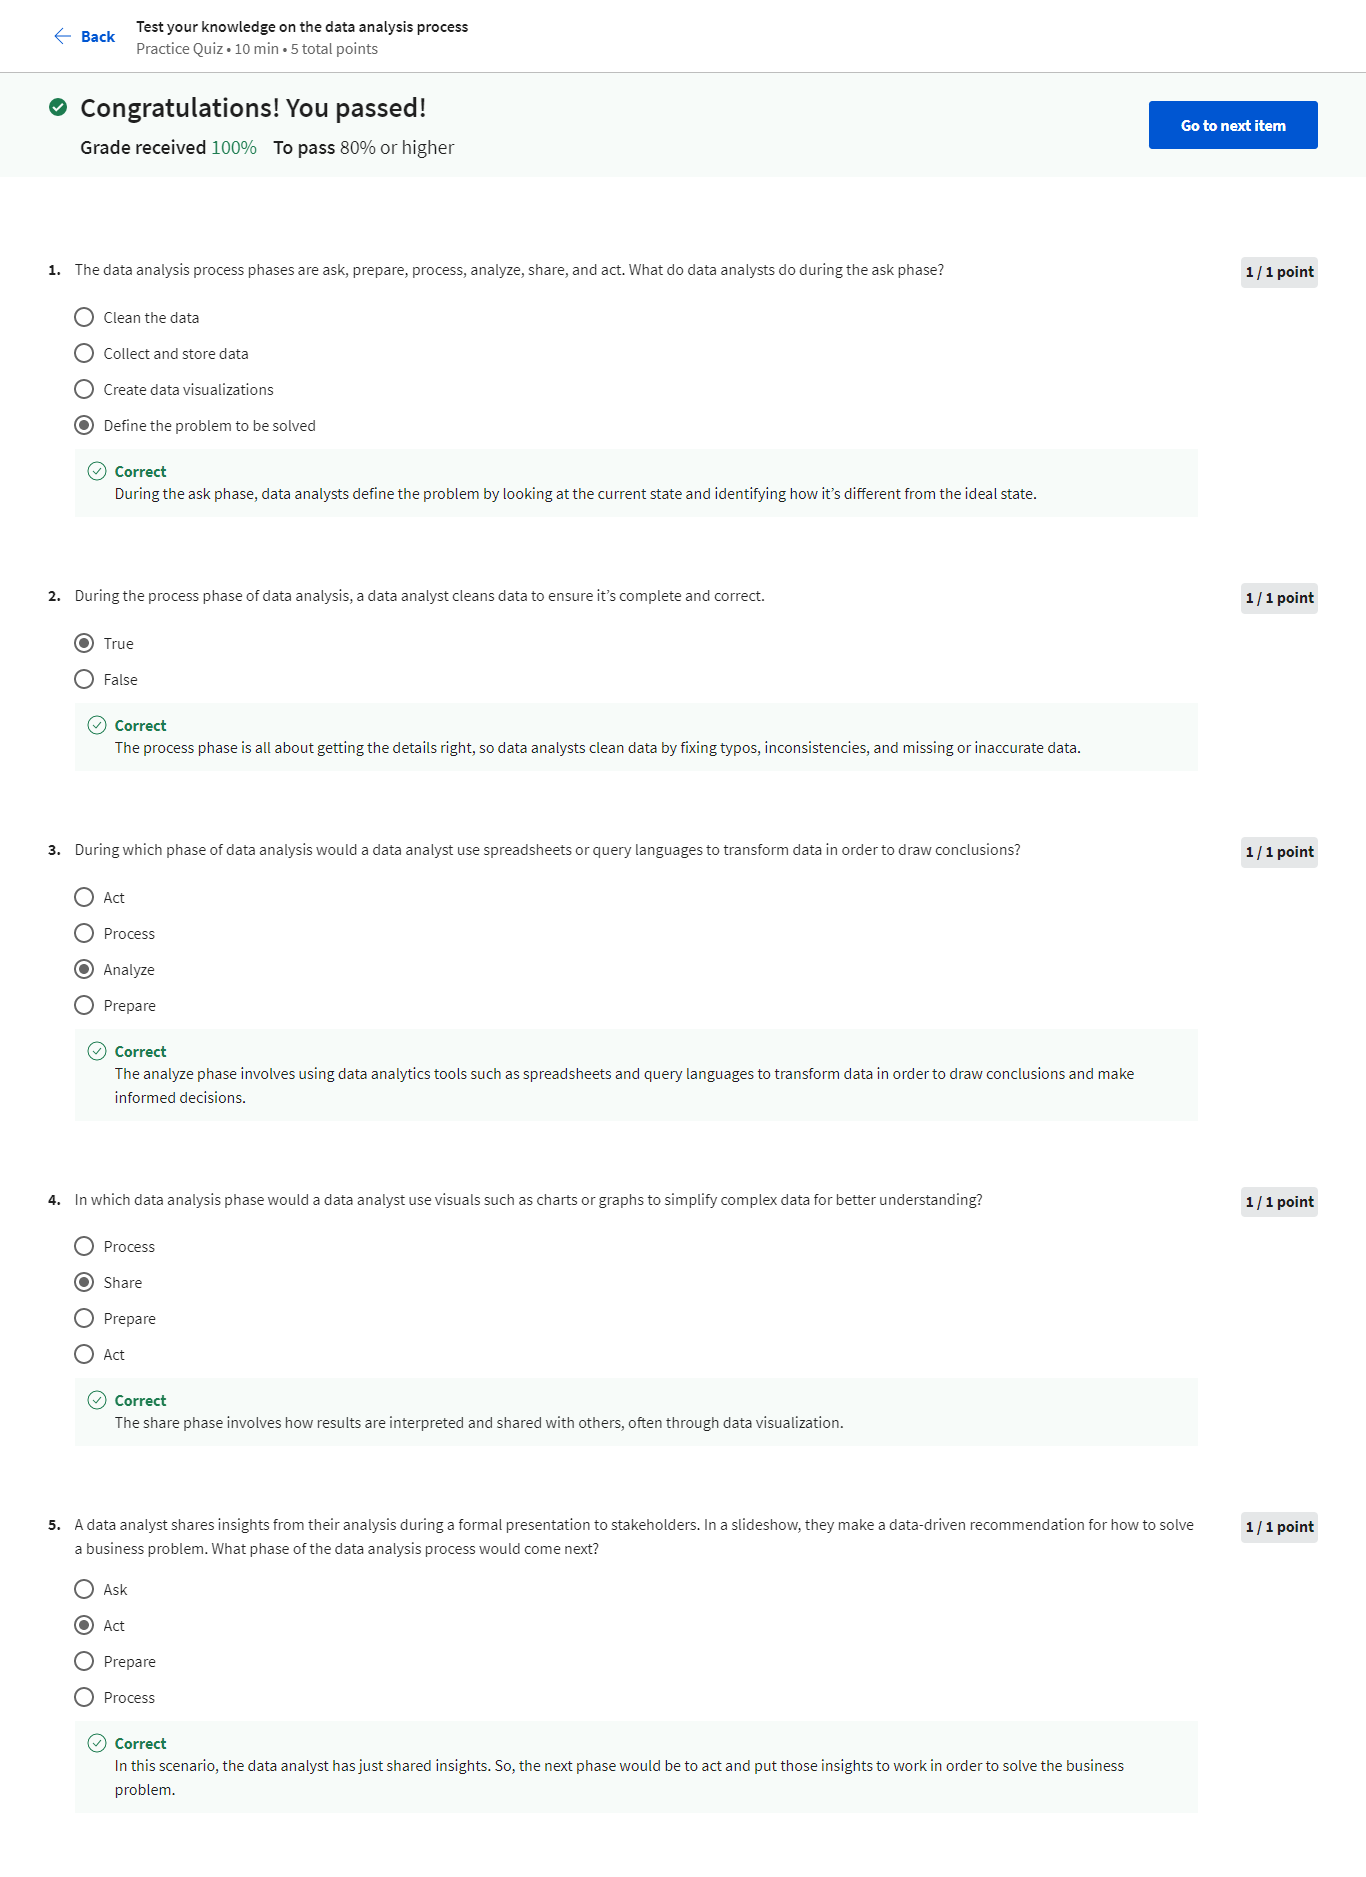 Back
Test your knowledge on the data analysis process
Practice Quiz • 10 min • 5 total points
Congratulations! You passed!
Grade received 100% To pass 80% or higher
Go to next item
1. The data analysis process phases are ask, prepare, process, analyze, share, and act. What do data analysts do during the ask phase?
1 / 1 point
Clean the data
Collect and store data
Create data visualizations
Define the problem to be solved
Correct
During the ask phase, data analysts define the problem by looking at the current state and identifying how it’s different from the ideal state.
2. During the process phase of data analysis, a data analyst cleans data to ensure it’s complete and correct.
1 / 1 point
True
False
Correct
The process phase is all about getting the details right, so data analysts clean data by fixing typos, inconsistencies, and missing or inaccurate data.
3. During which phase of data analysis would a data analyst use spreadsheets or query languages to transform data in order to draw conclusions?
1 / 1 point
Act
Process
Analyze
Prepare
Correct
The analyze phase involves using data analytics tools such as spreadsheets and query languages to transform data in order to draw conclusions and make
informed decisions.
4. In which data analysis phase would a data analyst use visuals such as charts or graphs to simplify complex data for better understanding?
1 / 1 point
Process
Share
Prepare
Act
Correct
The share phase involves how results are interpreted and shared with others, often through data visualization.
5. A data analyst shares insights from their analysis during a formal presentation to stakeholders. In a slideshow, they make a data-driven recommendation for how to solve
a business problem. What phase of the data analysis process would come next?
1 / 1 point
Ask
Act
Prepare
Process
Correct
In this scenario, the data analyst has just shared insights. So, the next phase would be to act and put those insights to work in order to solve the business
problem.